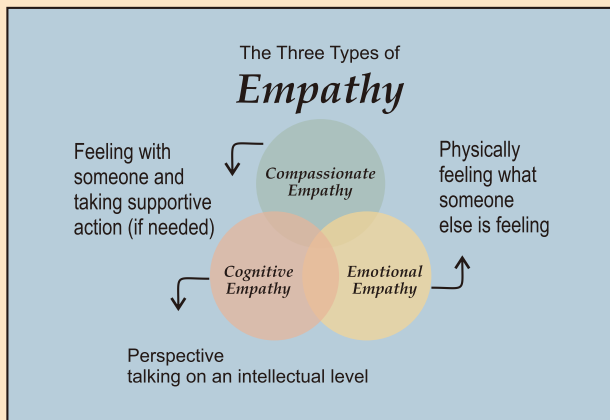 The Three Types of
Empathy
Feeling with
someone and
taking supportive
action (if needed)
Compassionate
Empathy
Physically
feeling what
someone
else is feeling
Cognitive
Empathy
Emotional
Empathy
Perspective
talking on an intellectual level